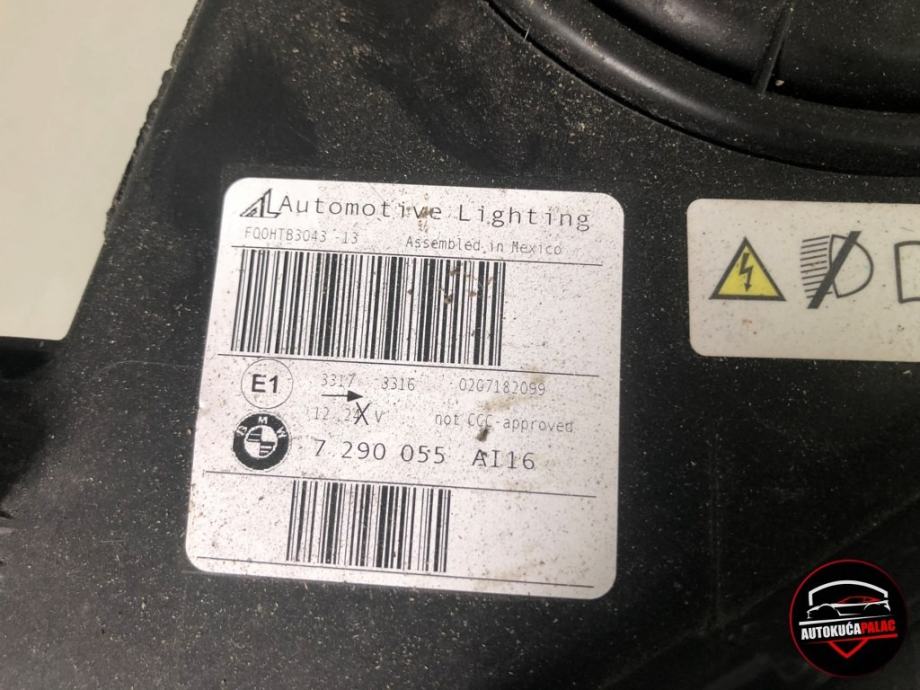 AL Automotive Lighting
F00HTB3043 -13 Assembled in Mexico
E1 3317 3316 0207182099
12 24 V not CCC-approved
BMW
7 290 055 AI16
AUTOKUĆAPALAC